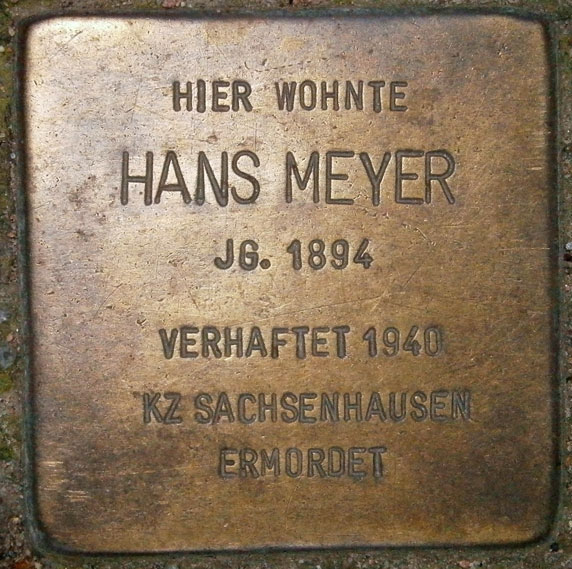 HIER WOHNTE
HANS MEYER
JG. 1894
VERHAFTET 1940
KZ SACHSENHAUSEN
ERMORDET